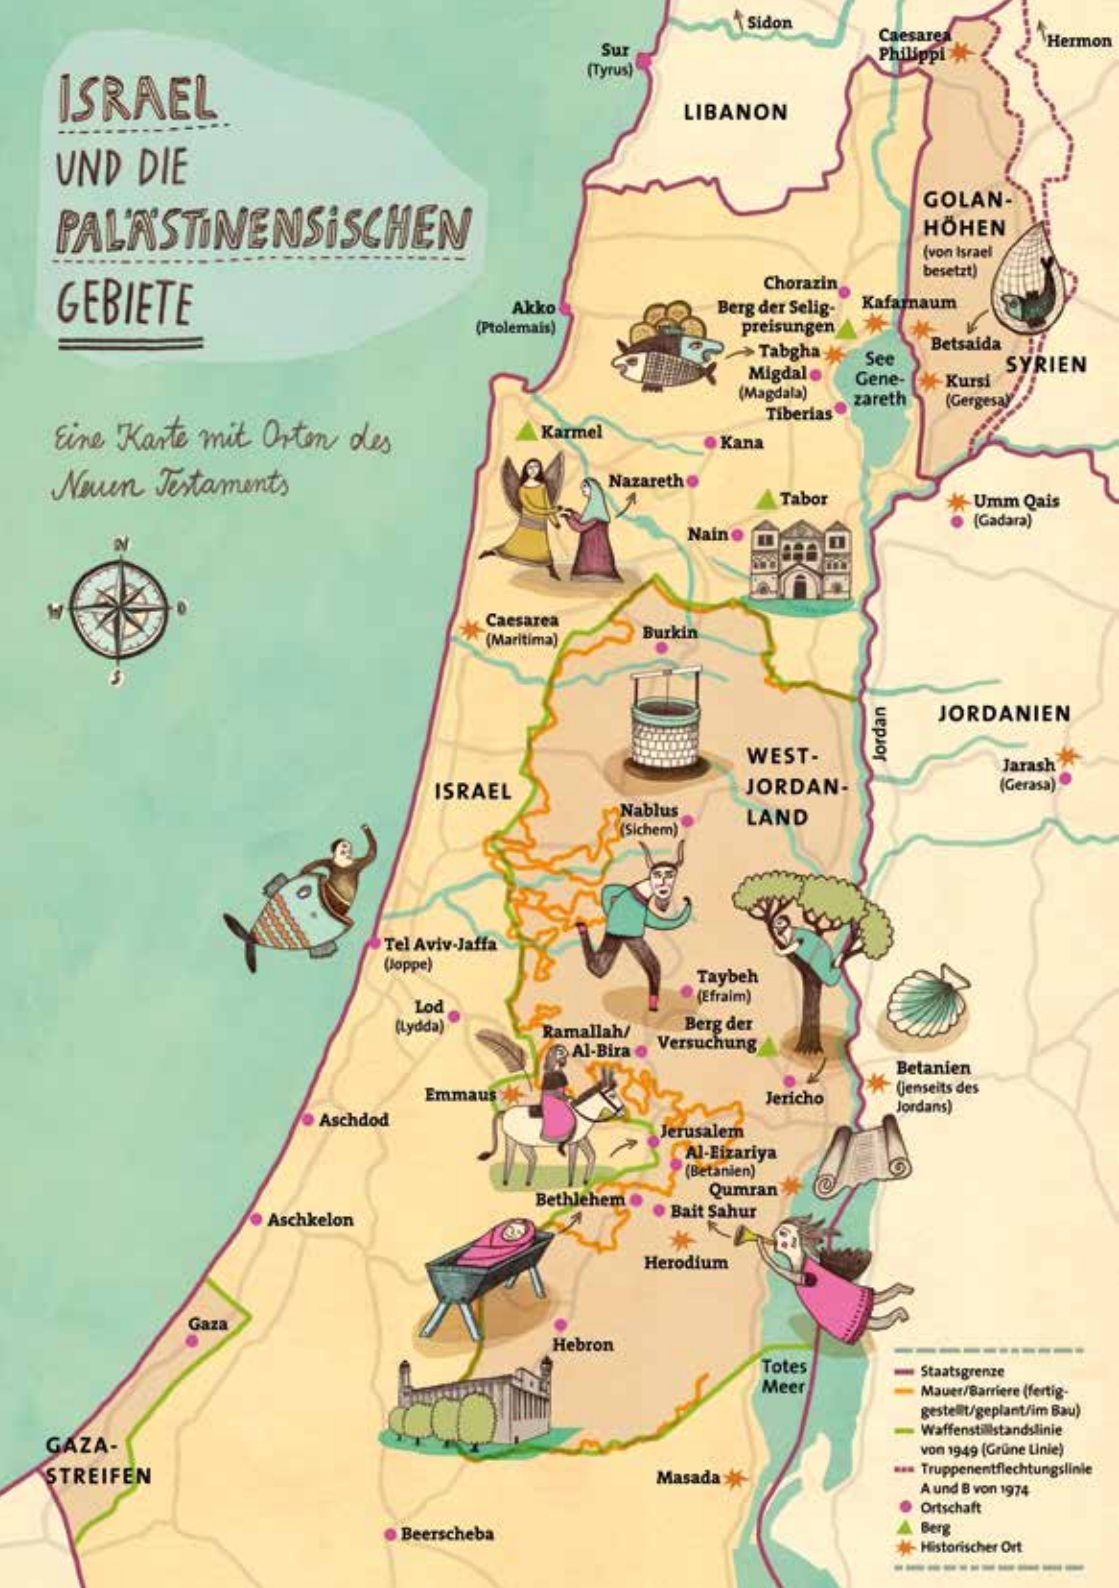 ISRAEL
UND DIE
PALÄSTINENSISCHEN
GEBIETE
Eine Karte mit Orten des
Neuen Testaments
N
W
O
S
Sidon
Sur
(Tyrus)
Caesarea
Philippi
Hermon
LIBANON
GOLAN-
HÖHEN
(von Israel
besetzt)
Chorazin
Akko
(Ptolemais)
Berg der Selig-
preisungen
Kafarnaum
Betsaida
Tabgha
See
Gene-
zareth
SYRIEN
Migdal
(Magdala)
Kursi
(Gergesa)
Tiberias
Karmel
Kana
Nazareth
Tabor
Umm Qais
(Gadara)
Nain
Caesarea
(Maritima)
Burkin
Jordan
JORDANIEN
WEST-
JORDAN-
LAND
Jarash
(Gerasa)
ISRAEL
Nablus
(Sichem)
Tel Aviv-Jaffa
(Joppe)
Taybeh
(Efraim)
Lod
(Lydda)
Ramallah/
Al-Bira
Berg der
Versuchung
Betanien
(jenseits des
Jordans)
Emmaus
Jericho
Aschdod
Jerusalem
Al-Eizariya
(Betanien)
Qumran
Bethlehem
Bait Sahur
Aschkelon
Herodium
Gaza
Hebron
Totes
Meer
GAZA-
STREIFEN
Masada
Beerscheba
Staatsgrenze
Mauer/Barriere (fertig-
gestellt/geplant/im Bau)
Waffenstillstandslinie
von 1949 (Grüne Linie)
Truppenentflechtungslinie
A und B von 1974
Ortschaft
Berg
Historischer Ort